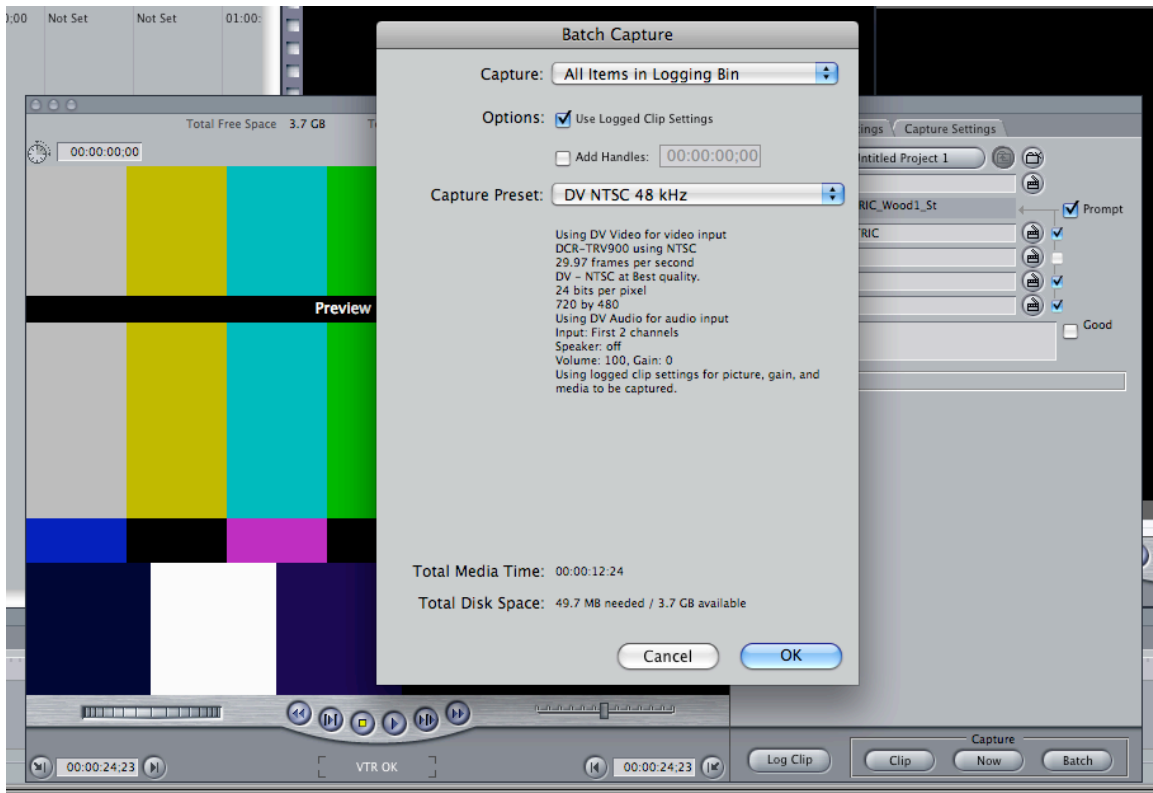 0;00 Not Set Not Set 01:00:
Batch Capture
Capture: All Items in Logging Bin
Options: Use Logged Clip Settings
Add Handles: 00:00:00;00
Capture Preset: DV NTSC 48 kHz
Using DV Video for video input
DCR-TRV900 using NTSC
29.97 frames per second
DV - NTSC at Best quality.
24 bits per pixel
720 by 480
Using DV Audio for audio input
Input: First 2 channels
Speaker: off
Volume: 100, Gain: 0
Using logged clip settings for picture, gain, and
media to be captured.
Total Media Time: 00:00:12:24
Total Disk Space: 49.7 MB needed / 3.7 GB available
Cancel OK
Total Free Space 3.7 GB
00:00:00;00
Preview
00:00:24;23
VTR OK
00:00:24;23
ings Capture Settings
ntitled Project 1
RIC_Wood1_St
Prompt
RIC
Good
Log Clip
Capture
Clip Now Batch